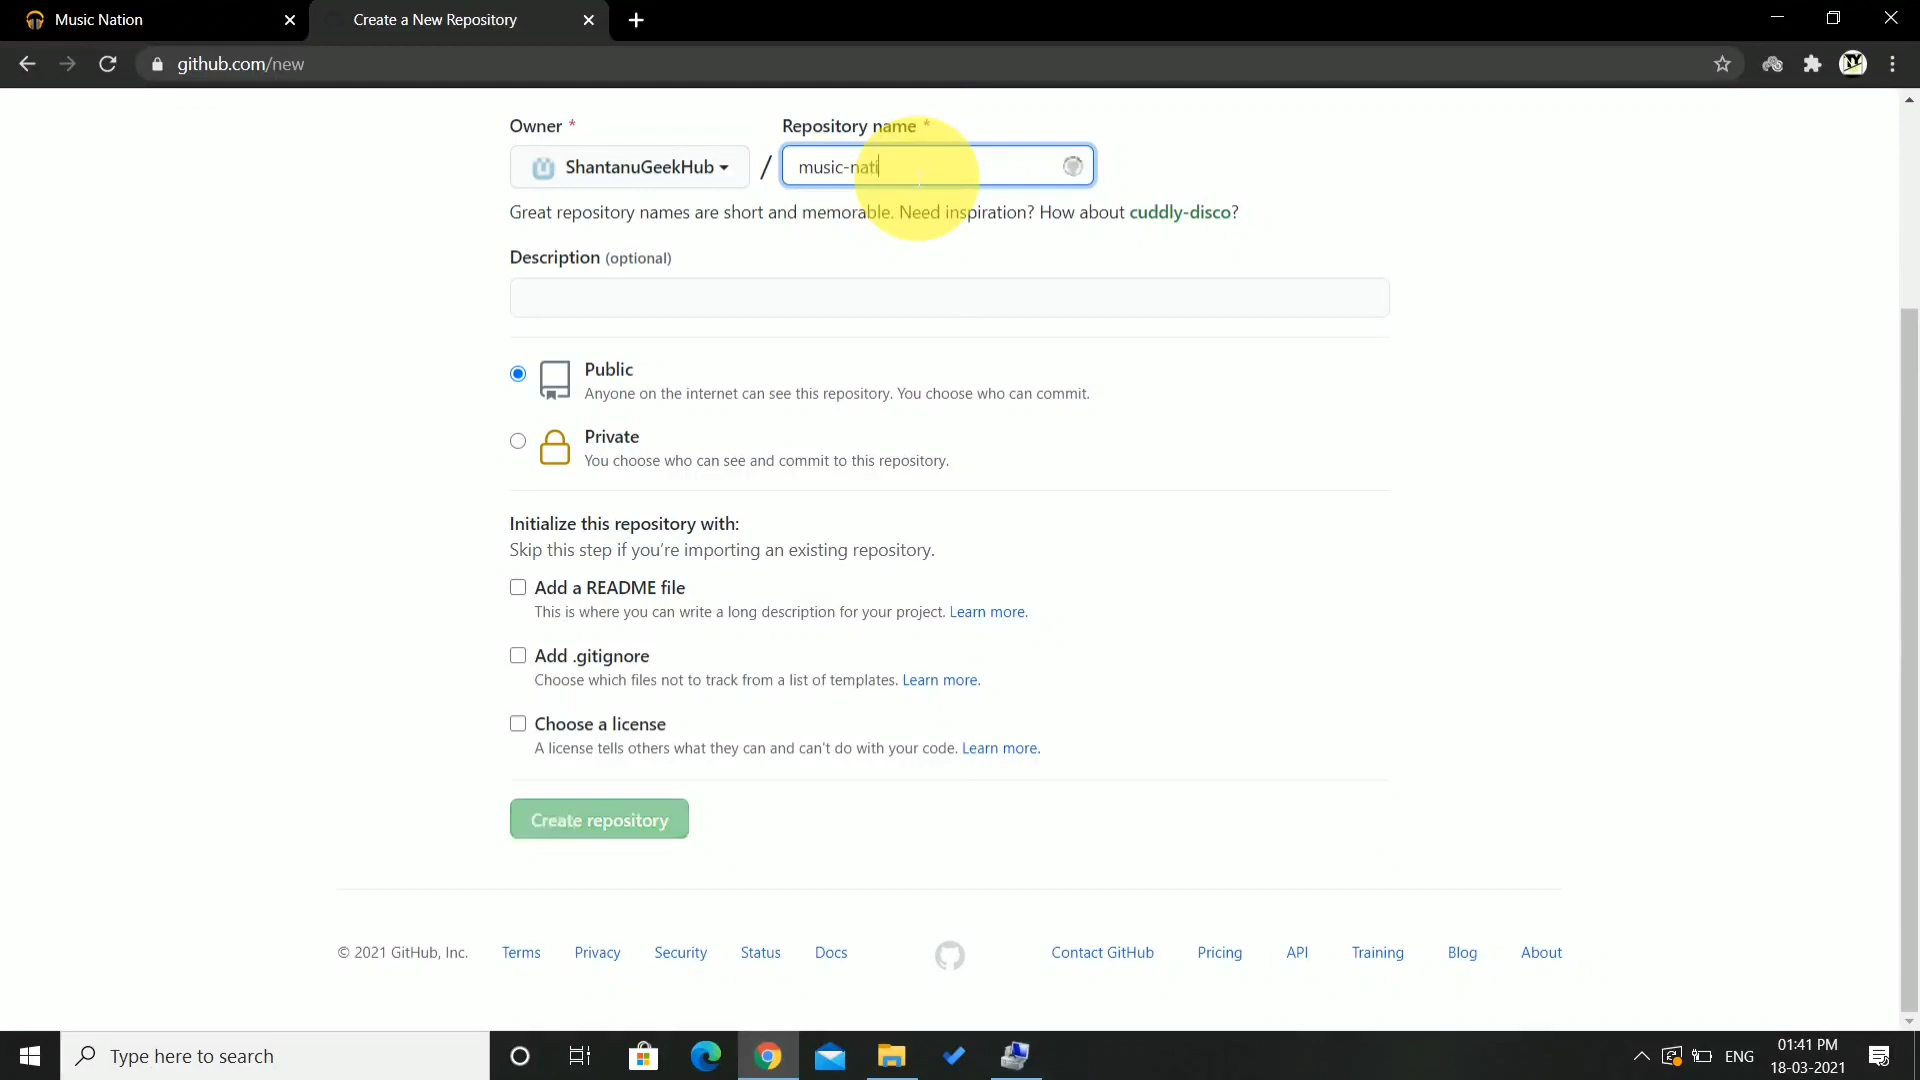 Music Nation
Create a New Repository
github.com/new
Owner *
Repository name *
ShantanuGeekHub
/
music-nati
Great repository names are short and memorable. Need inspiration? How about cuddly-disco?
Description (optional)
Public
Anyone on the internet can see this repository. You choose who can commit.
Private
You choose who can see and commit to this repository.
Initialize this repository with:
Skip this step if you're importing an existing repository.
Add a README file
This is where you can write a long description for your project. Learn more.
Add .gitignore
Choose which files not to track from a list of templates. Learn more.
Choose a license
A license tells others what they can and can't do with your code. Learn more.
Create repository
© 2021 GitHub, Inc. Terms Privacy Security Status Docs Contact GitHub Pricing API Training Blog About
Type here to search
ENG
01:41 PM
18-03-2021